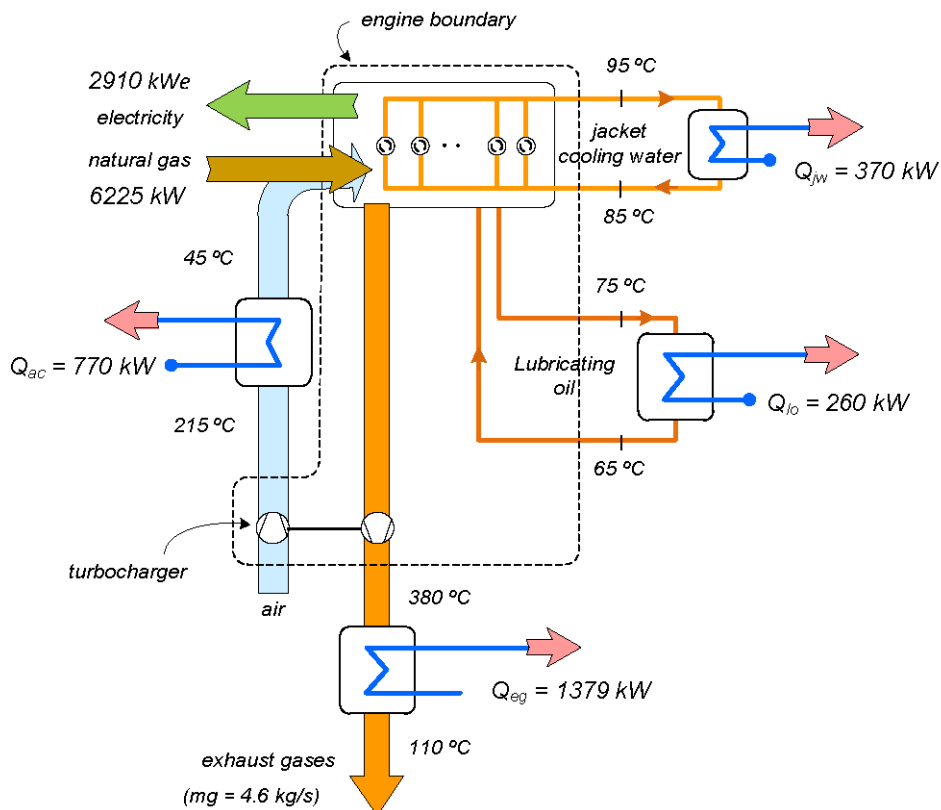 engine boundary
2910 kWe
electricity
natural gas
6225 kW
95 ºC
jacket
cooling water
Qjw = 370 kW
85 ºC
45 ºC
Qac = 770 kW
215 ºC
75 ºC
Lubricating
oil
Qlo = 260 kW
65 ºC
turbocharger
air
380 ºC
Qeg = 1379 kW
110 ºC
exhaust gases
(mg = 4.6 kg/s)